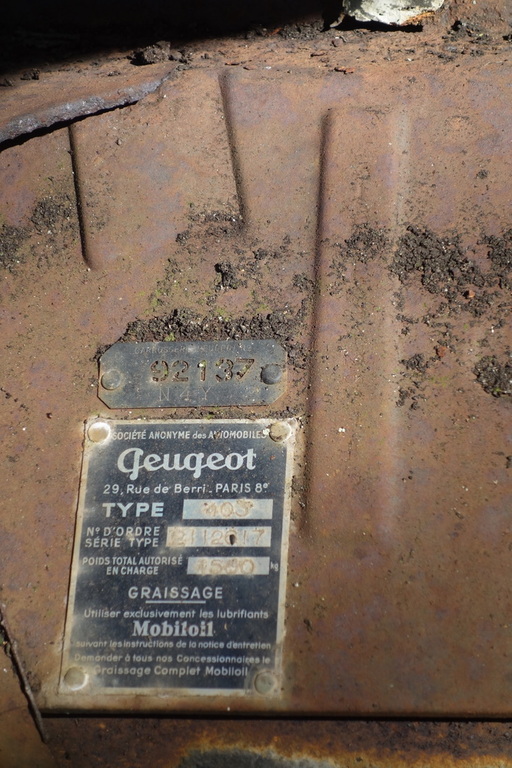 92137
SOCIÉTÉ ANONYME des AUTOMOBILES
Peugeot
29, Rue de Berri. PARIS 8e
TYPE 403
N° D'ORDRE
SÉRIE TYPE
POIDS TOTAL AUTORISÉ
EN CHARGE kg
GRAISSAGE
Utiliser exclusivement les lubrifiants
Mobiloil
suivant les instructions de la notice d'entretien
Demander à tous nos Concessionnaires le
Graissage Complet Mobiloil